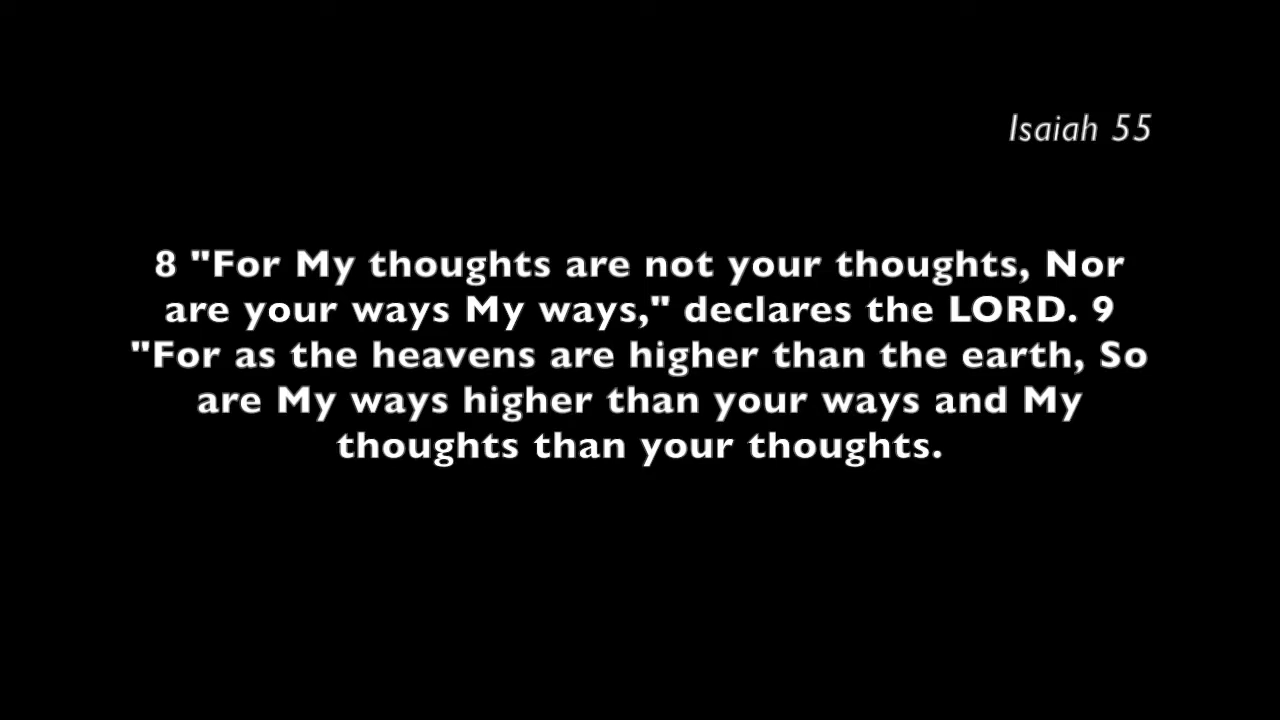 Isaiah 55
8 "For My thoughts are not your thoughts, Nor
are your ways My ways," declares the LORD. 9
"For as the heavens are higher than the earth, So
are My ways higher than your ways and My
thoughts than your thoughts.